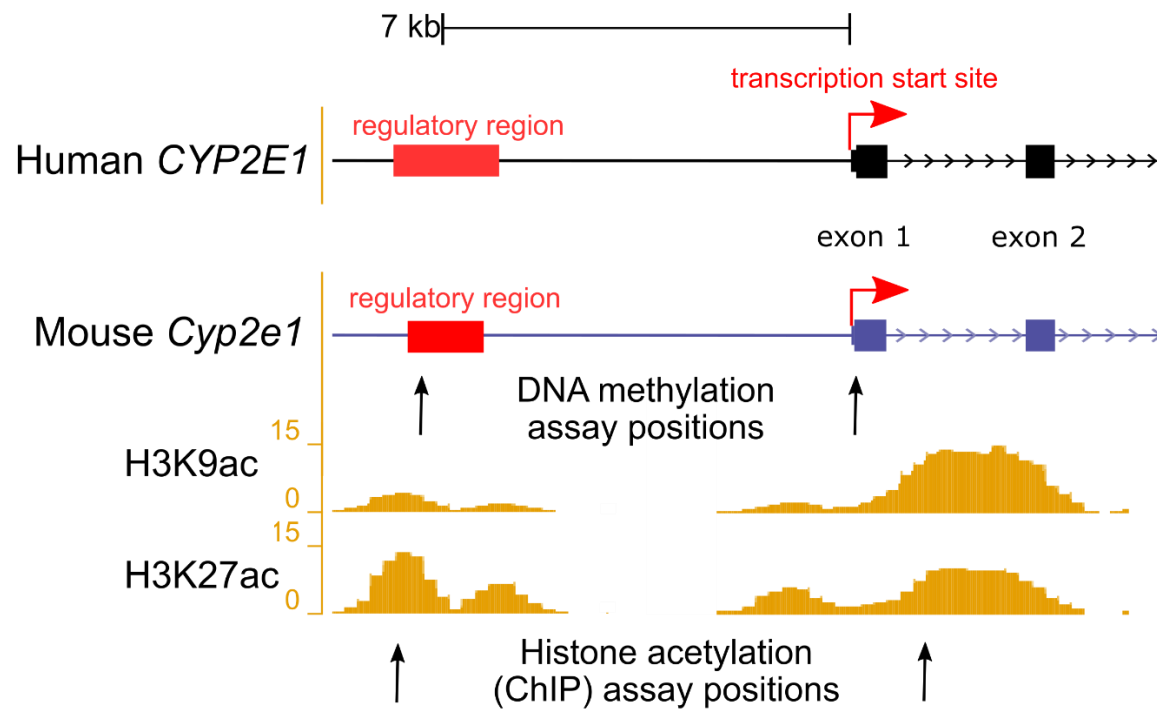 7 kb
transcription start site
regulatory region
Human CYP2E1
exon 1
exon 2
regulatory region
Mouse Cyp2e1
DNA methylation
assay positions
15
H3K9ac
0
15
H3K27ac
0
Histone acetylation
(ChIP) assay positions